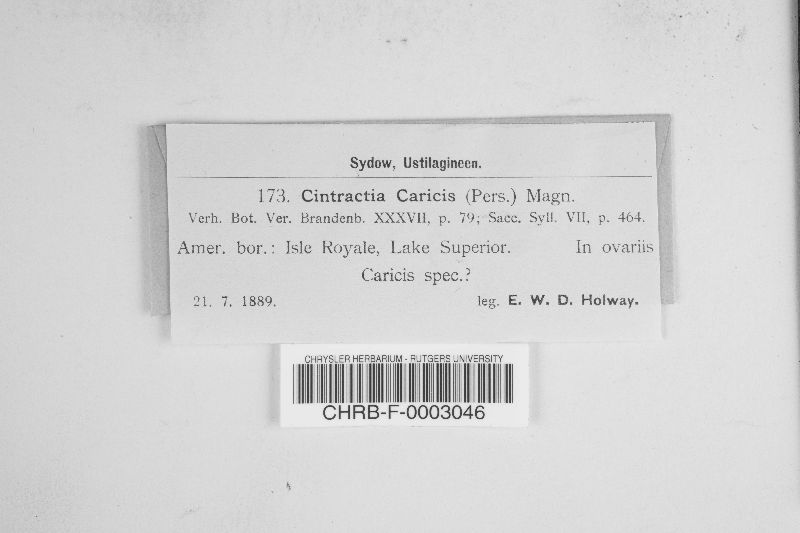 Sydow, Ustilagineen.
173. Cintractia Caricis (Pers.) Magn.
Verh. Bot. Ver. Brandenb. XXXVII, p. 79; Sacc. Syll. VII, p. 464.
Amer. bor.: Isle Royale, Lake Superior. In ovariis
Caricis spec.?
21. 7. 1889. leg. E. W. D. Holway.
CHRYSLER HERBARIUM - RUTGERS UNIVERSITY
CHRB-F-0003046